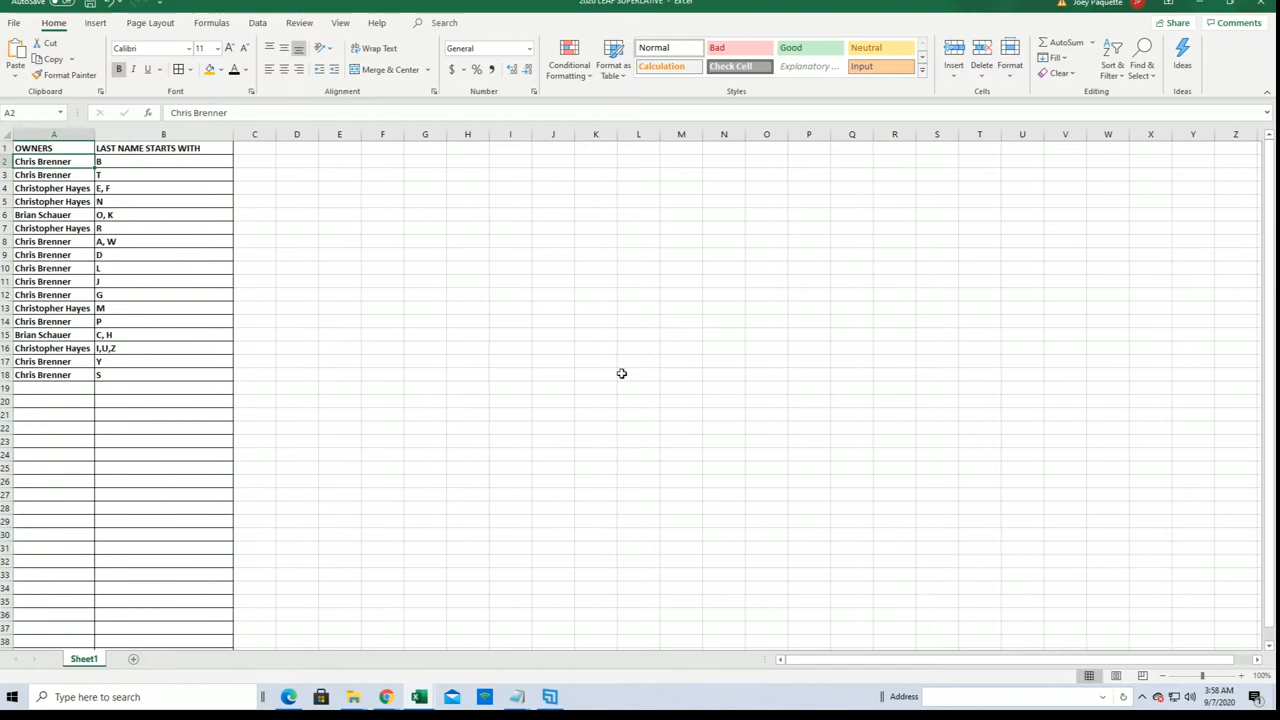 AutoSave Off 2020 LEAF SUPERLATIVE - Excel Joey Paquette JP
File Home Insert Page Layout Formulas Data Review View Help Search Share Comments
Paste Cut Copy Format Painter Clipboard
Calibri 11 B I U Font
Wrap Text Merge & Center Alignment
General $ % , Number
Conditional Formatting Format as Table
Normal Bad Good Neutral
Calculation Check Cell Explanatory ... Input
Styles
Insert Delete Format Cells
AutoSum Fill Clear Sort & Filter Find & Select Editing
Ideas Ideas
A2 fx Chris Brenner
A B C D E F G H I J K L M N O P Q R S T U V W X Y Z
1 OWNERS LAST NAME STARTS WITH
2 Chris Brenner B
3 Chris Brenner T
4 Christopher Hayes E, F
5 Christopher Hayes N
6 Brian Schauer O, K
7 Christopher Hayes R
8 Chris Brenner A, W
9 Chris Brenner D
10 Chris Brenner L
11 Chris Brenner J
12 Chris Brenner G
13 Christopher Hayes M
14 Chris Brenner P
15 Brian Schauer C, H
16 Christopher Hayes I,U,Z
17 Chris Brenner Y
18 Chris Brenner S
19
20
21
22
23
24
25
26
27
28
29
30
31
32
33
34
35
36
37
38
Sheet1
100%
Type here to search Address 3:58 AM
9/7/2020